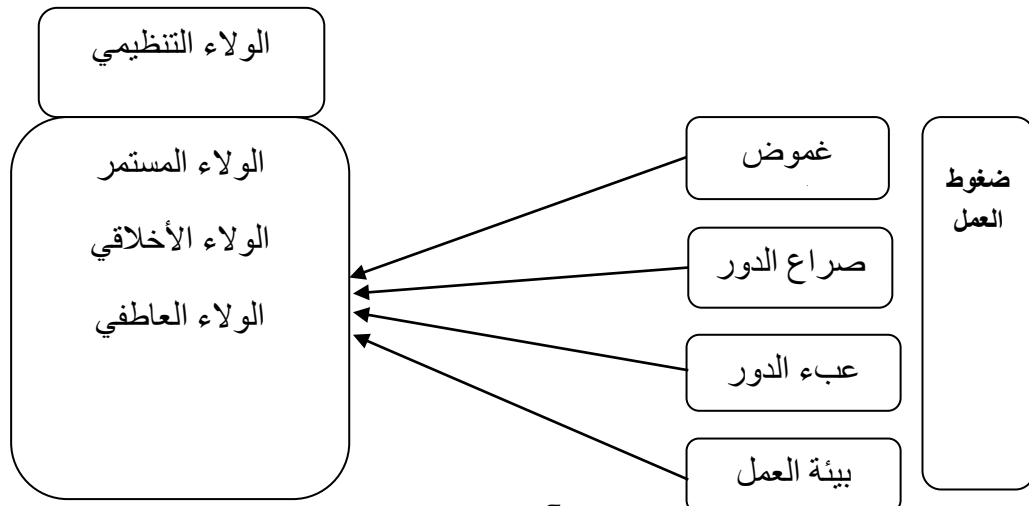 الولاء التنظيمي
الولاء المستمر
الولاء الأخلاقي
الولاء العاطفي
غموض
صراع الدور
عبء الدور
بيئة العمل
ضغوط
العمل